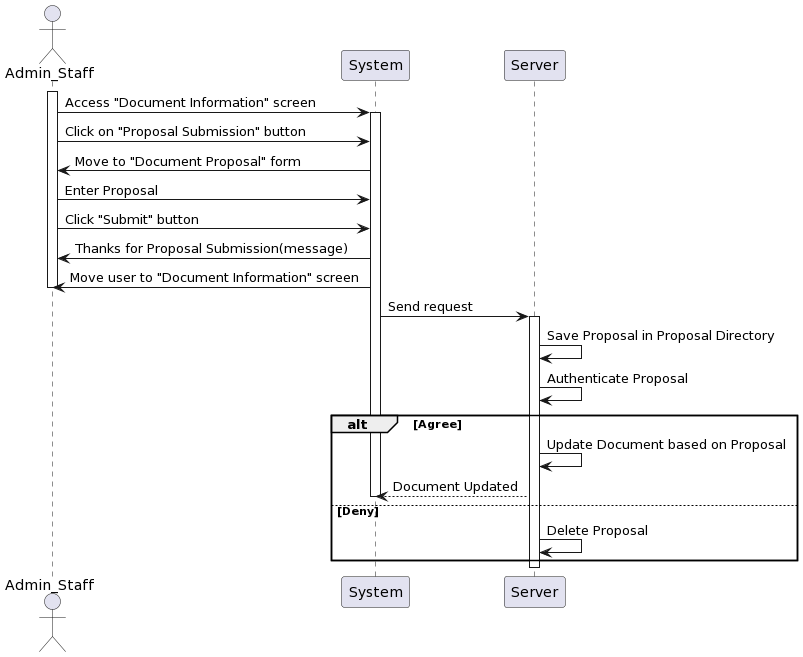 Admin_Staff
System
Server
Access "Document Information" screen
Click on "Proposal Submission" button
Move to "Document Proposal" form
Enter Proposal
Click "Submit" button
Thanks for Proposal Submission(message)
Move user to "Document Information" screen
Send request
Save Proposal in Proposal Directory
Authenticate Proposal
alt
[Agree]
Update Document based on Proposal
Document Updated
[Deny]
Delete Proposal
Admin_Staff
System
Server